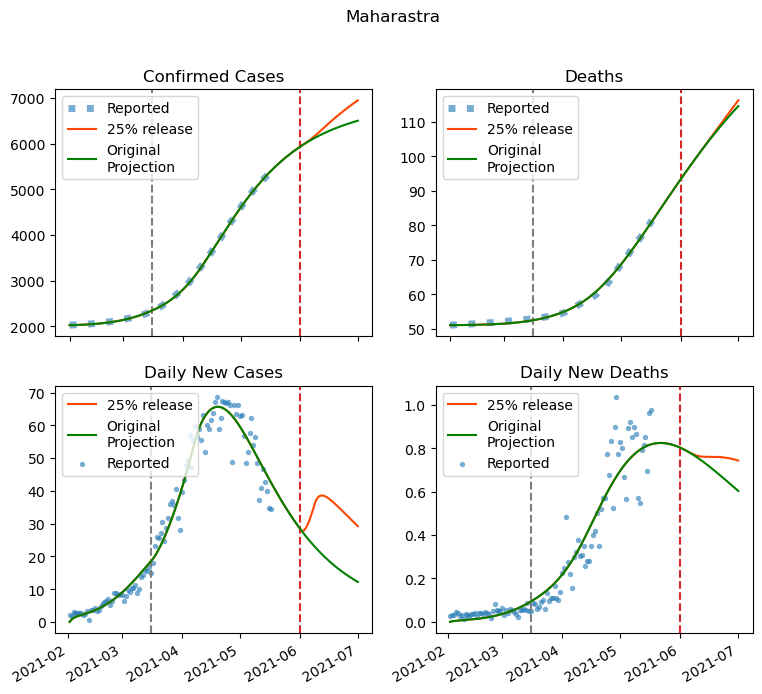 Maharastra
Confirmed Cases
7000
6000
5000
4000
3000
2000
Reported
25% release
Original
Projection
Deaths
110
100
90
80
70
60
50
Reported
25% release
Original
Projection
Daily New Cases
70
60
50
40
30
20
10
0
25% release
Original
Projection
Reported
2021-02
2021-03
2021-04
2021-05
2021-06
2021-07
Daily New Deaths
1.0
0.8
0.6
0.4
0.2
0.0
25% release
Original
Projection
Reported
2021-02
2021-03
2021-04
2021-05
2021-06
2021-07